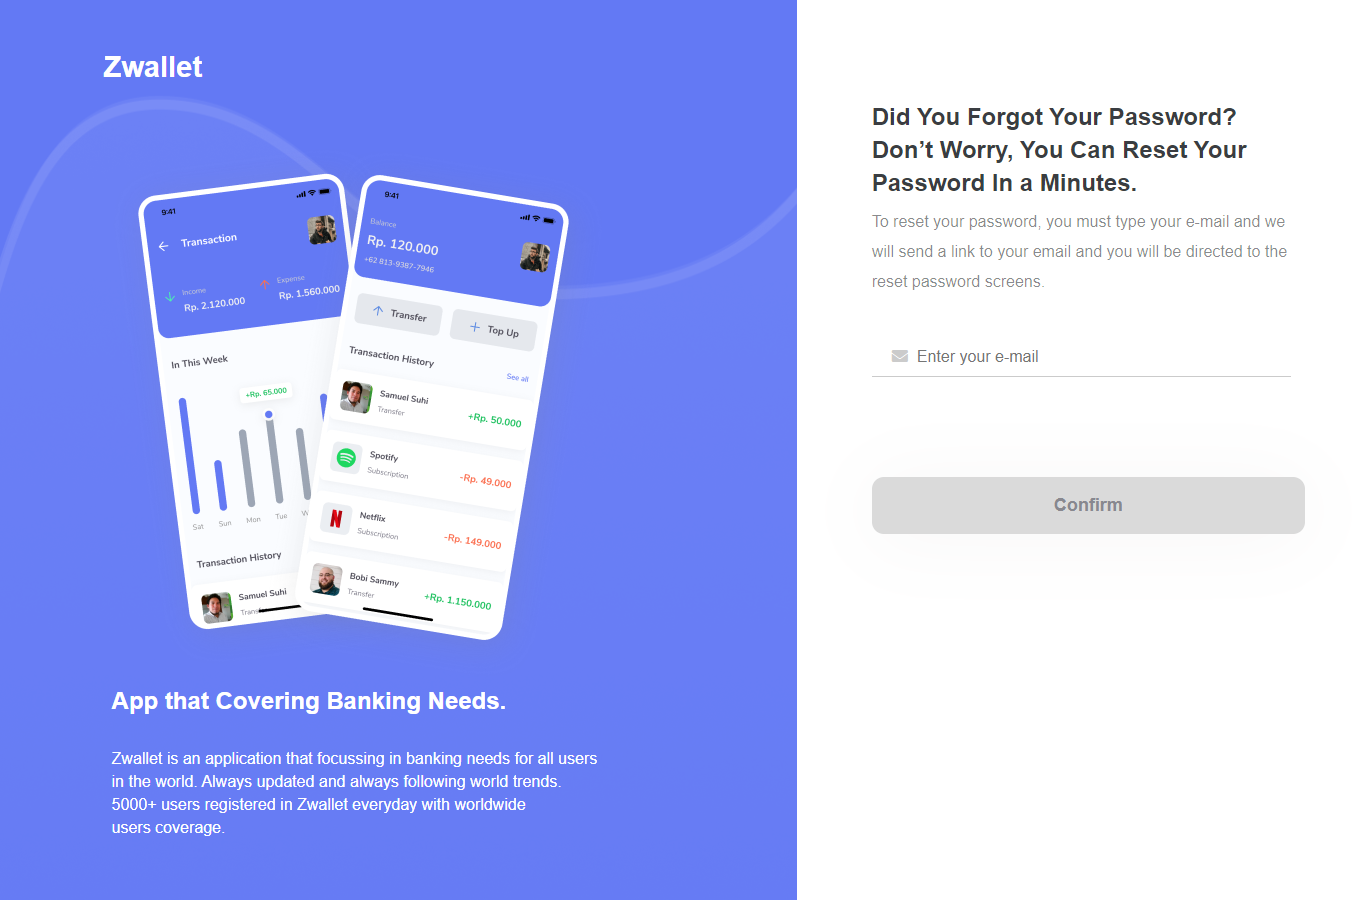 Zwallet
9:41
Transaction
Income
Rp. 2.120.000
Expense
Rp. 1.560.000
In This Week
+Rp. 65.000
Sat
Sun
Mon
Tue
Transaction History
Samuel Suhi
9:41
Balance
Rp. 120.000
+62 813-9387-7946
Transfer
Top Up
Transaction History
See all
Samuel Suhi
Transfer
+Rp. 50.000
Spotify
Subscription
-Rp. 49.000
Netflix
Subscription
-Rp. 149.000
Bobi Sammy
Transfer
+Rp. 1.150.000
App that Covering Banking Needs.
Zwallet is an application that focussing in banking needs for all users
in the world. Always updated and always following world trends.
5000+ users registered in Zwallet everyday with worldwide
users coverage.
Did You Forgot Your Password?
Don’t Worry, You Can Reset Your
Password In a Minutes.
To reset your password, you must type your e-mail and we
will send a link to your email and you will be directed to the
reset password screens.
Enter your e-mail
Confirm